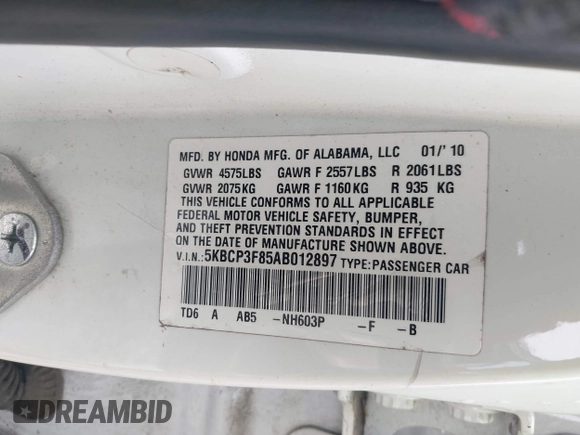 MFD. BY HONDA MFG. OF ALABAMA, LLC 01/'10
GVWR 4575LBS GAWR F 2557LBS R 2061LBS
GVWR 2075KG GAWR F 1160KG R 935 KG
THIS VEHICLE CONFORMS TO ALL APPLICABLE
FEDERAL MOTOR VEHICLE SAFETY, BUMPER,
AND THEFT PREVENTION STANDARDS IN EFFECT
ON THE DATE OF MANUFACTURE SHOWN ABOVE.
V.I.N.:5KBCP3F85AB012897 TYPE:PASSENGER CAR
TD6 A AB5 -NH603P -F -B
DREAMBID